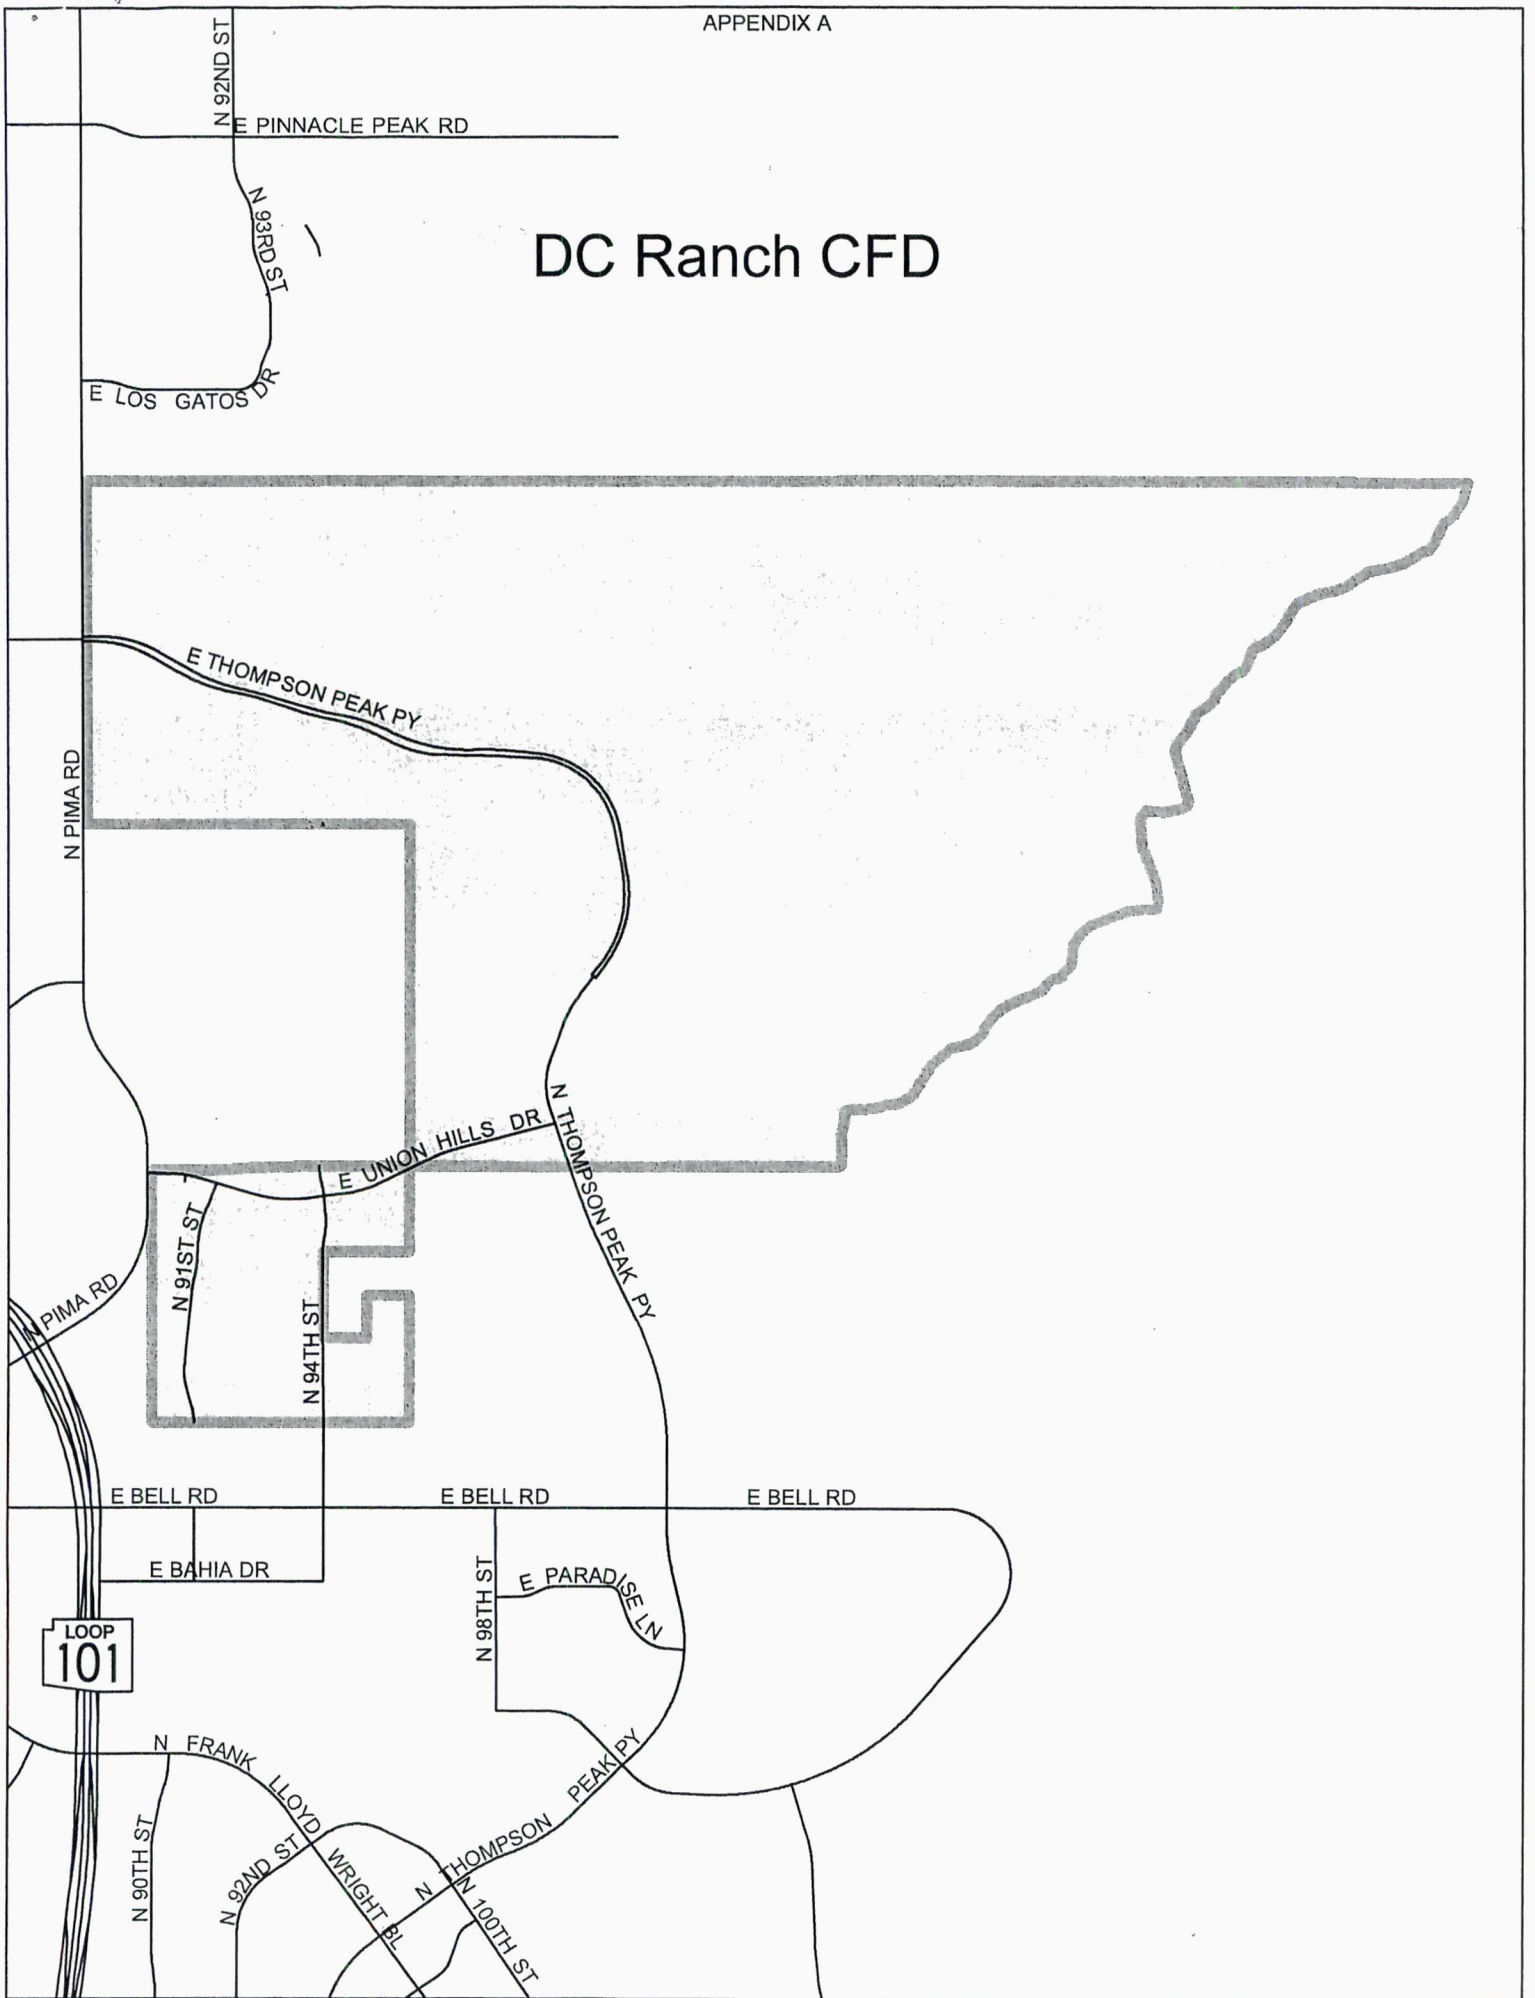 APPENDIX A
N 92ND ST
E PINNACLE PEAK RD
N 93RD ST
DC Ranch CFD
E LOS GATOS DR
E THOMPSON PEAK PY
N PIMA RD
N THOMPSON PEAK PY
E UNION HILLS DR
N 91ST ST
N PIMA RD
N 94TH ST
E BELL RD
E BELL RD
E BELL RD
E BAHIA DR
N 98TH ST
E PARADISE LN
LOOP
101
N FRANK LLOYD WRIGHT BL
N THOMPSON PEAK PY
N 90TH ST
N 92ND ST
N 100TH ST